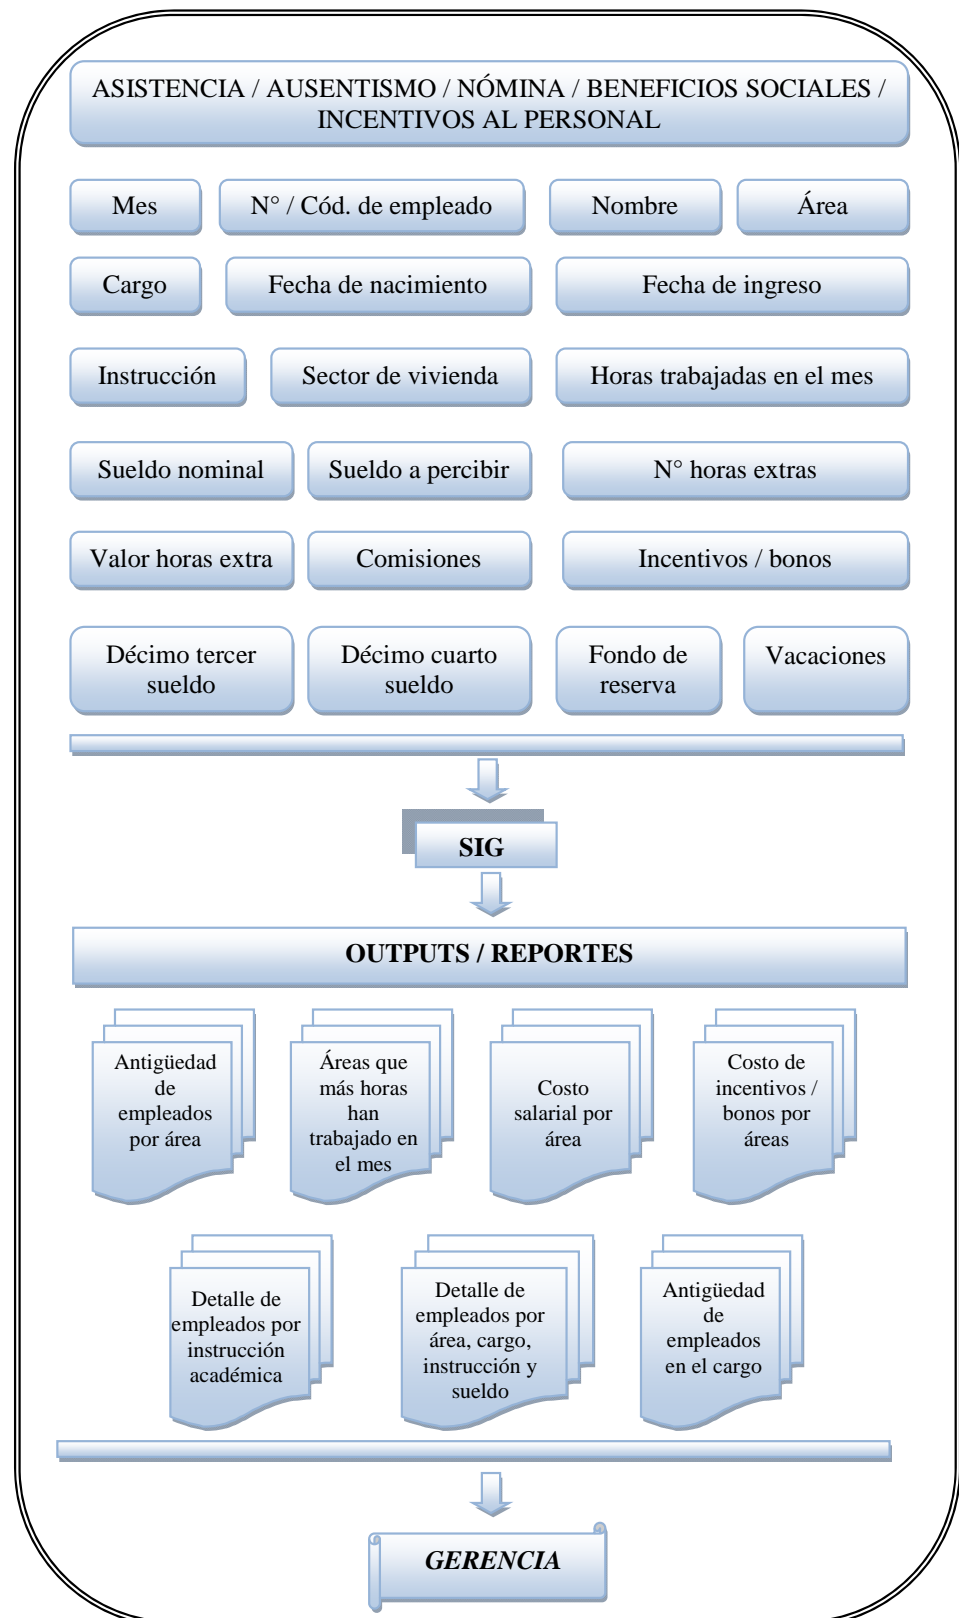 ASISTENCIA / AUSENTISMO / NÓMINA / BENEFICIOS SOCIALES /
INCENTIVOS AL PERSONAL
Mes
N° / Cód. de empleado
Nombre
Área
Cargo
Fecha de nacimiento
Fecha de ingreso
Instrucción
Sector de vivienda
Horas trabajadas en el mes
Sueldo nominal
Sueldo a percibir
N° horas extras
Valor horas extra
Comisiones
Incentivos / bonos
Décimo tercer
sueldo
Décimo cuarto
sueldo
Fondo de
reserva
Vacaciones
SIG
OUTPUTS / REPORTES
Antigüedad
de
empleados
por área
Áreas que
más horas
han
trabajado en
el mes
Costo
salarial por
área
Costo de
incentivos /
bonos por
áreas
Detalle de
empleados por
instrucción
académica
Detalle de
empleados por
área, cargo,
instrucción y
sueldo
Antigüedad
de
empleados
en el cargo
GERENCIA